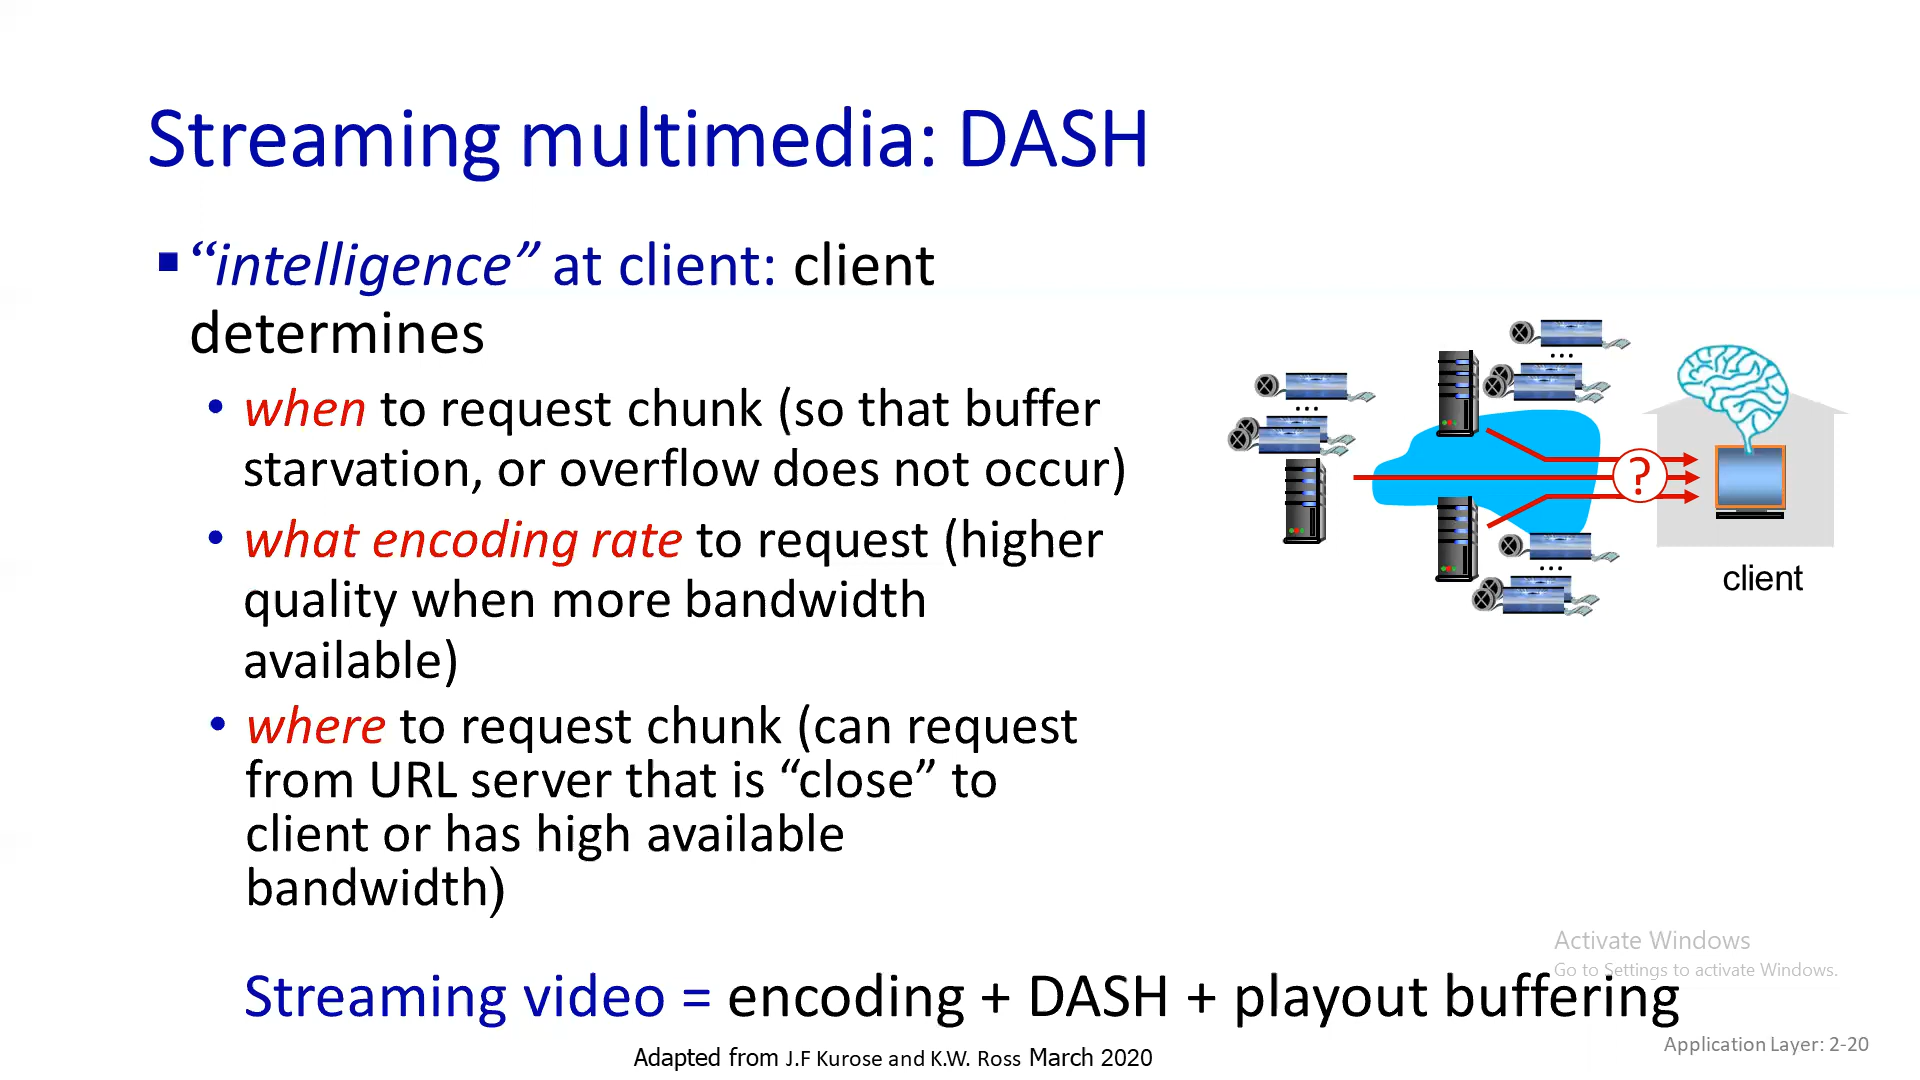 Streaming multimedia: DASH
▪“intelligence” at client: client
determines
• when to request chunk (so that buffer
starvation, or overflow does not occur)
• what encoding rate to request (higher
quality when more bandwidth
available)
• where to request chunk (can request
from URL server that is “close” to
client or has high available
bandwidth)
...
...
...
?
client
Activate Windows
Go to Settings to activate Windows.
Streaming video = encoding + DASH + playout buffering
Application Layer: 2-20
Adapted from J.F Kurose and K.W. Ross March 2020